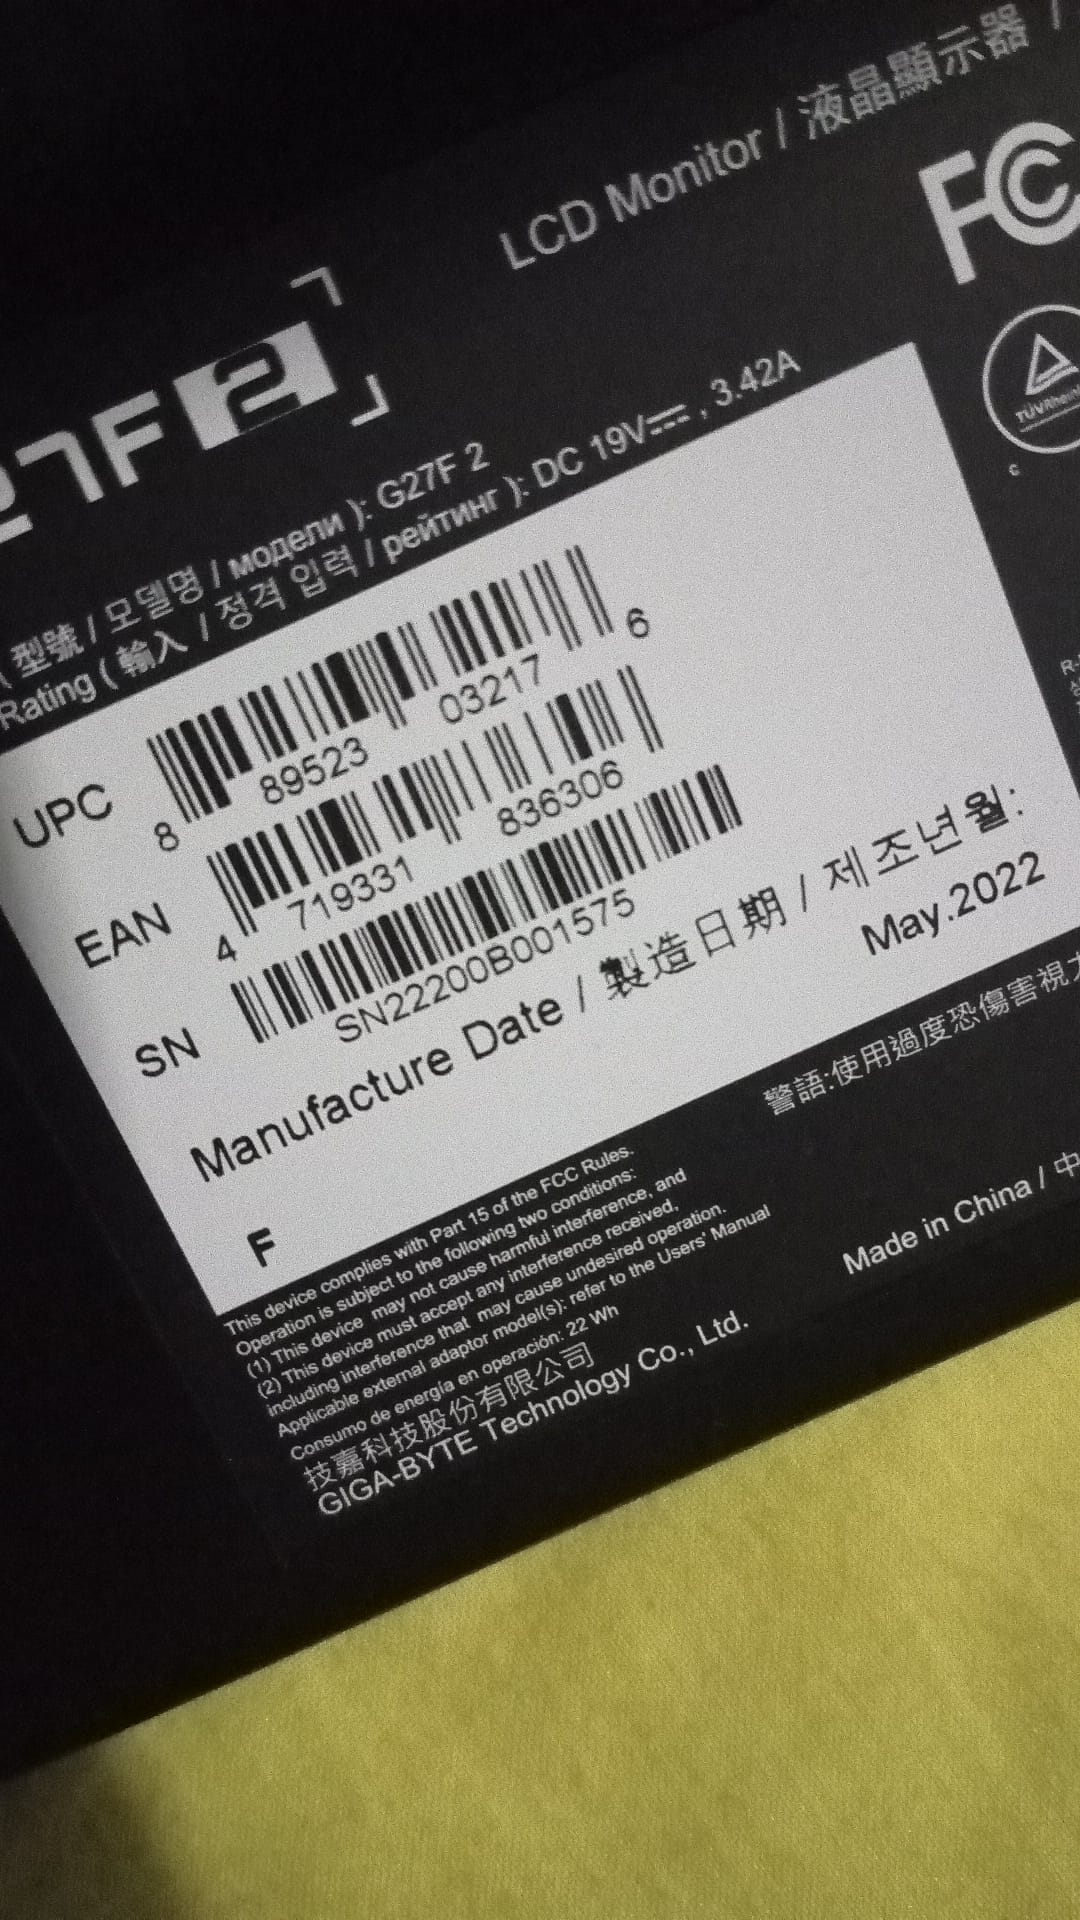 LCD Monitor / 液晶顯示器 /
FC
27F 2
TÜVRheinland
型號 / 모델명 / модели ): G27F 2
Rating ( 輸入 / 정격 입력 / рейтинг ): DC 19V⎓ , 3.42A
UPC 8 89523 03217 6
EAN 4 719331 836306
SN SN22200B001575
Manufacture Date / 製造日期 / 제조년월:
May.2022
F
警語:使用過度恐傷害視
This device complies with Part 15 of the FCC Rules.
Operation is subject to the following two conditions:
(1) This device may not cause harmful interference, and
(2) This device must accept any interference received,
including interference that may cause undesired operation.
Applicable external adaptor model(s): refer to the Users' Manual
Consumo de energía en operación: 22 Wh
技嘉科技股份有限公司
GIGA-BYTE Technology Co., Ltd.
Made in China / 中